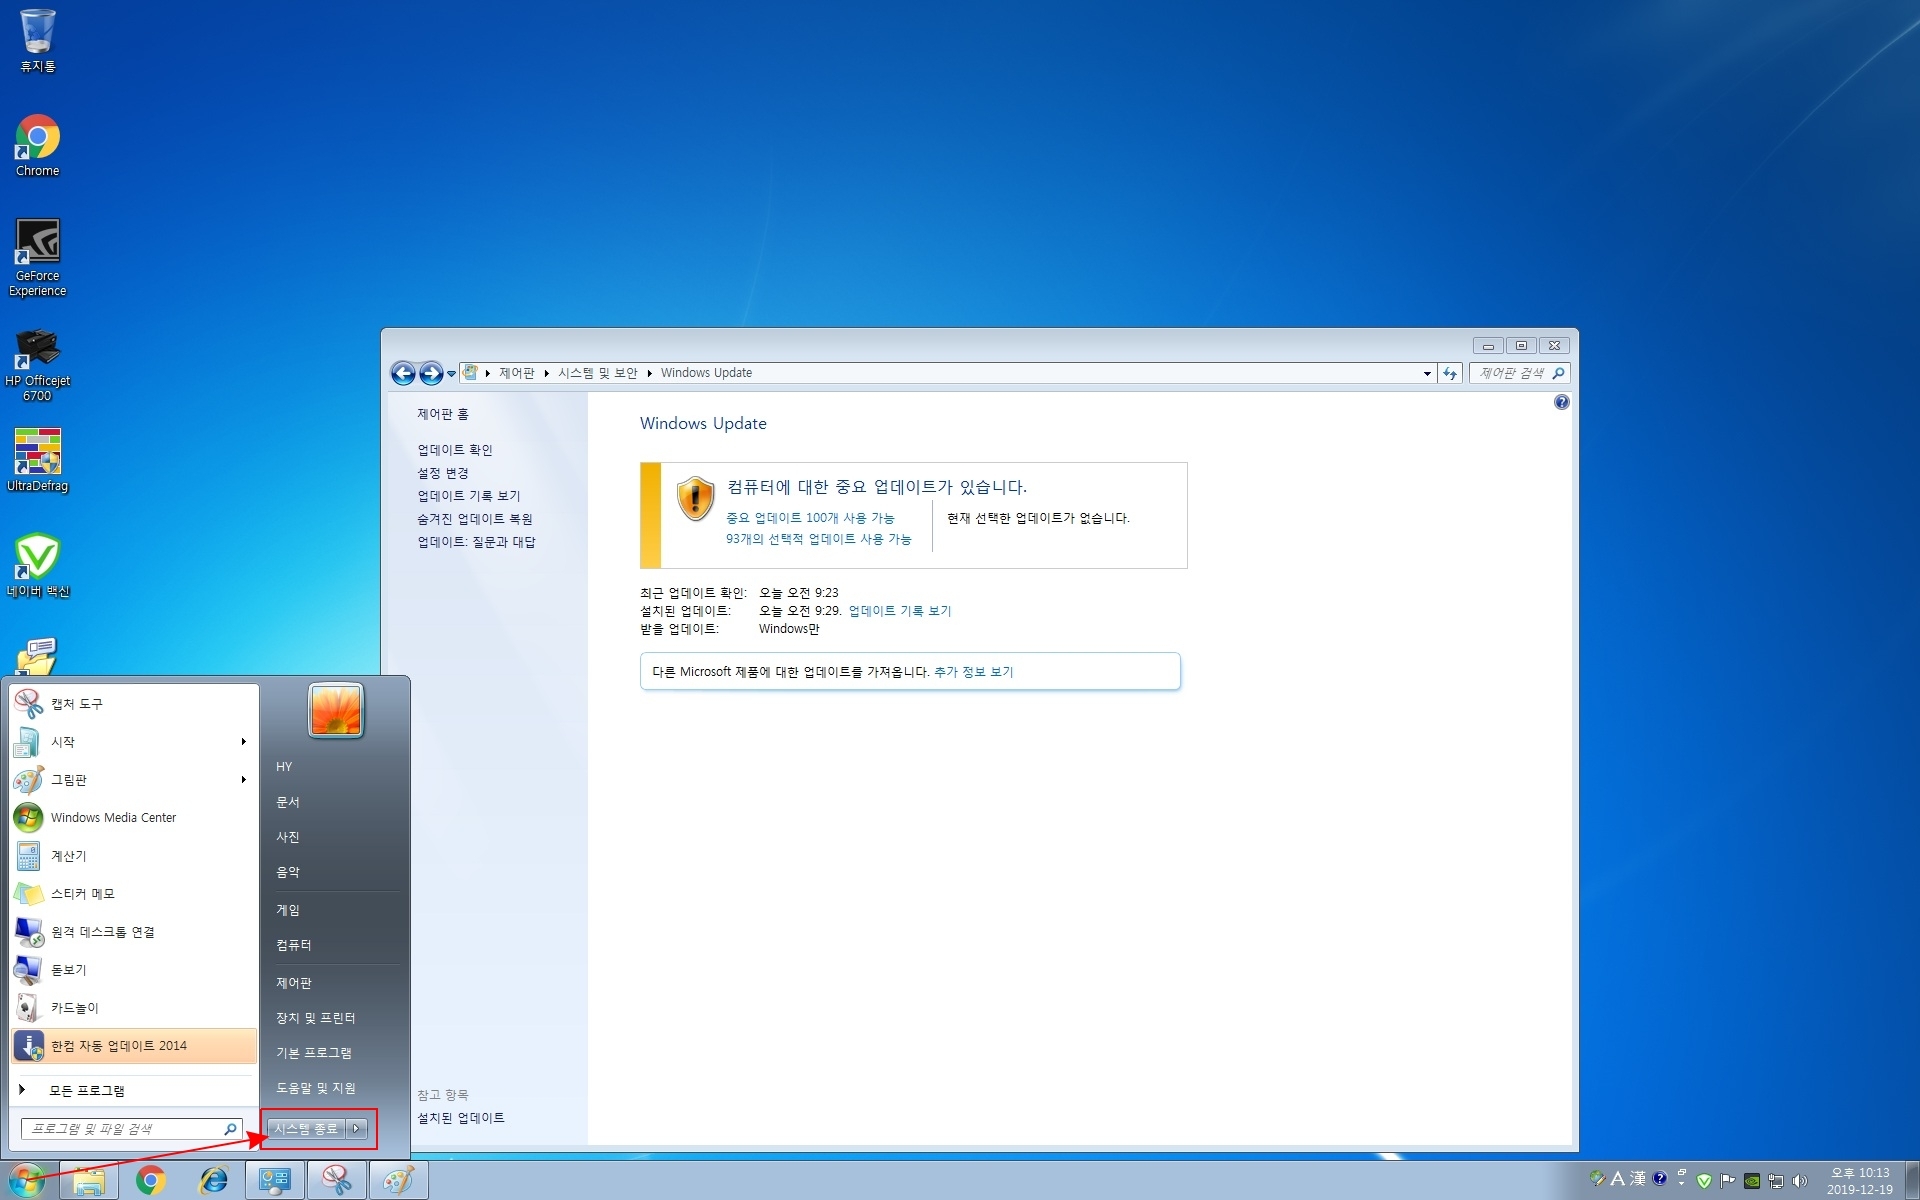 휴지통
Chrome
GeForce
Experience
HP Officejet
6700
UltraDefrag
네이버 백신
제어판
시스템 및 보안
Windows Update
제어판 검색
제어판 홈
업데이트 확인
설정 변경
업데이트 기록 보기
숨겨진 업데이트 복원
업데이트: 질문과 대답
Windows Update
컴퓨터에 대한 중요 업데이트가 있습니다.
중요 업데이트 100개 사용 가능
93개의 선택적 업데이트 사용 가능
현재 선택한 업데이트가 없습니다.
최근 업데이트 확인: 오늘 오전 9:23
설치된 업데이트: 오늘 오전 9:29. 업데이트 기록 보기
받을 업데이트: Windows만
다른 Microsoft 제품에 대한 업데이트를 가져옵니다. 추가 정보 보기
참고 항목
설치된 업데이트
캡처 도구
시작
그림판
Windows Media Center
계산기
스티커 메모
원격 데스크톱 연결
돋보기
카드놀이
한컴 자동 업데이트 2014
모든 프로그램
프로그램 및 파일 검색
HY
문서
사진
음악
게임
컴퓨터
제어판
장치 및 프린터
기본 프로그램
도움말 및 지원
시스템 종료
A 漢
오후 10:13
2019-12-19